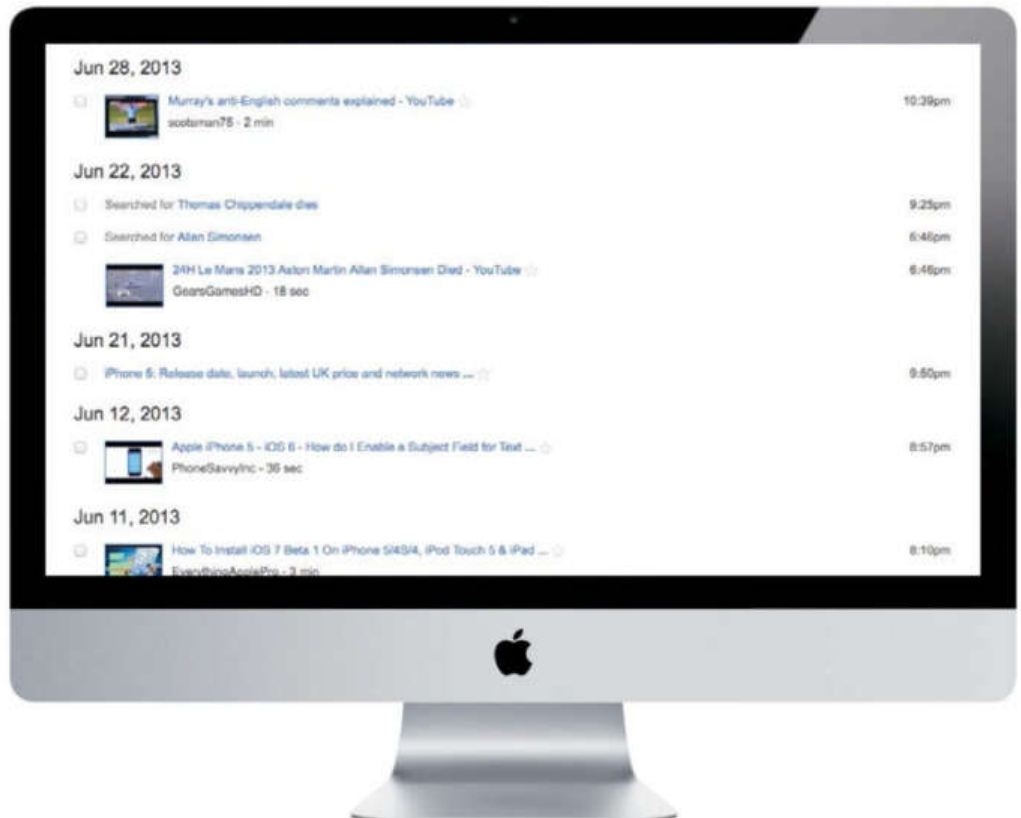 Jun 28, 2013
Murray's anti-English comments explained - YouTube
10:39pm
scotsman75 - 2 min
Jun 22, 2013
Searched for Thomas Chippendale dies
9:25pm
Searched for Allan Simonsen
6:46pm
24H Le Mans 2013 Aston Martin Allan Simonsen Died - YouTube
6:46pm
GearsGamesHD - 18 sec
Jun 21, 2013
iPhone 5: Release date, launch, latest UK price and network news ...
9:50pm
Jun 12, 2013
Apple iPhone 5 - iOS 6 - How do I Enable a Subject Field for Text ...
8:57pm
PhoneSavvyInc - 36 sec
Jun 11, 2013
How To Install iOS 7 Beta 1 On iPhone 5/4S/4, iPod Touch 5 & iPad ...
8:10pm
EverythingApplePro - 3 min